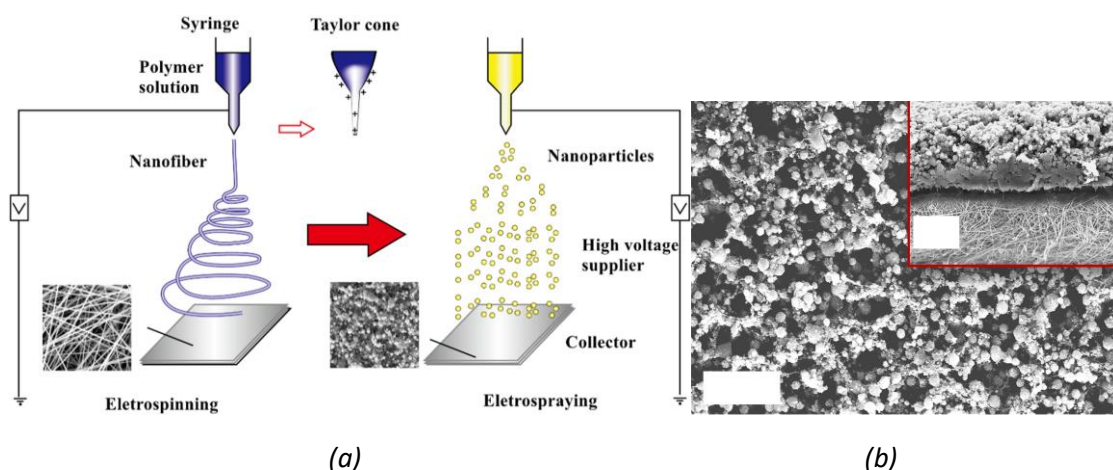 Syringe
Taylor cone
Polymer
solution
Nanofiber
Nanoparticles
High voltage
supplier
Collector
Eletrospinning
Eletrospraying
(a)
(b)